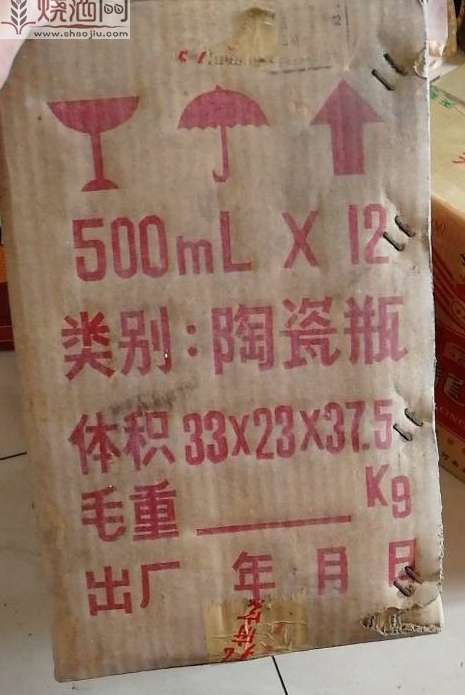 烧酒网
www.shaojiu.com
500mL X 12
类别:陶瓷瓶
体积 33X23X37.5
毛重 Kg
出厂 年 月 日